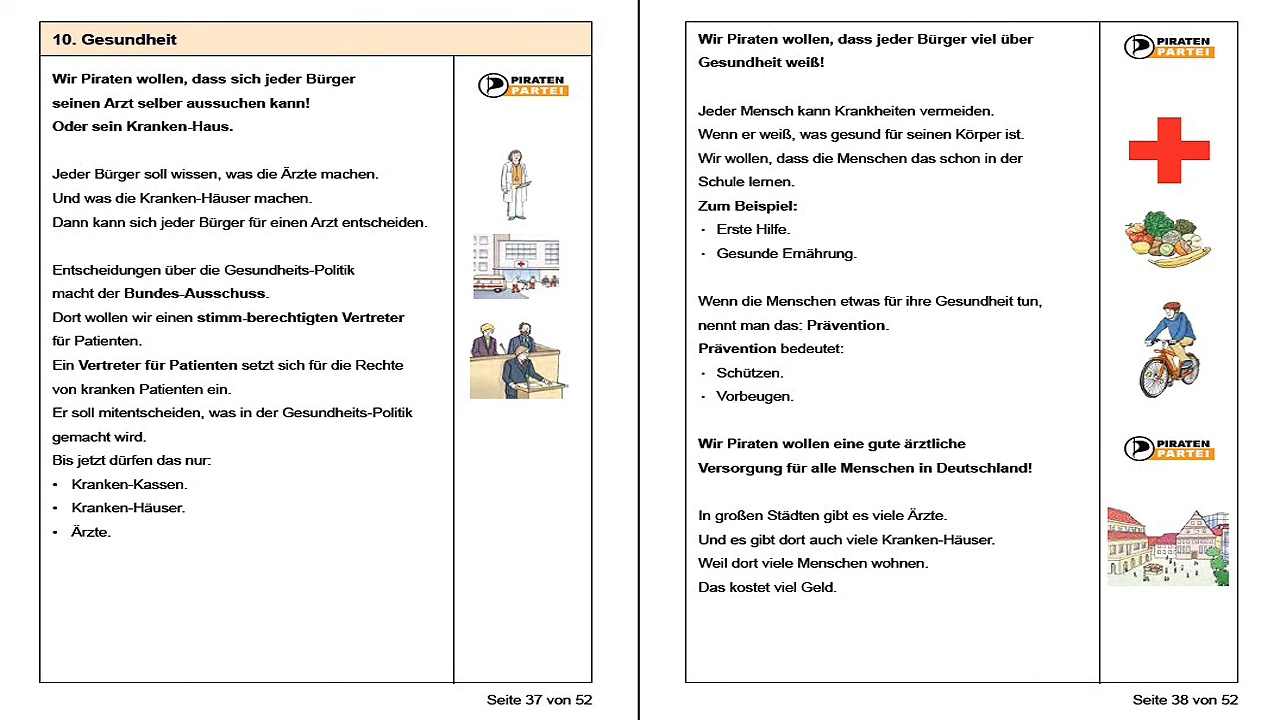 10. Gesundheit
Wir Piraten wollen, dass sich jeder Bürger
seinen Arzt selber aussuchen kann!
Oder sein Kranken-Haus.
Jeder Bürger soll wissen, was die Ärzte machen.
Und was die Kranken-Häuser machen.
Dann kann sich jeder Bürger für einen Arzt entscheiden.
Entscheidungen über die Gesundheits-Politik
macht der Bundes-Ausschuss.
Dort wollen wir einen stimm-berechtigten Vertreter
für Patienten.
Ein Vertreter für Patienten setzt sich für die Rechte
von kranken Patienten ein.
Er soll mitentscheiden, was in der Gesundheits-Politik
gemacht wird.
Bis jetzt dürfen das nur:
• Kranken-Kassen.
• Kranken-Häuser.
• Ärzte.
PIRATEN
PARTEI
Seite 37 von 52
Wir Piraten wollen, dass jeder Bürger viel über
Gesundheit weiß!
Jeder Mensch kann Krankheiten vermeiden.
Wenn er weiß, was gesund für seinen Körper ist.
Wir wollen, dass die Menschen das schon in der
Schule lernen.
Zum Beispiel:
· Erste Hilfe.
· Gesunde Ernährung.
Wenn die Menschen etwas für ihre Gesundheit tun,
nennt man das: Prävention.
Prävention bedeutet:
· Schützen.
· Vorbeugen.
Wir Piraten wollen eine gute ärztliche
Versorgung für alle Menschen in Deutschland!
In großen Städten gibt es viele Ärzte.
Und es gibt dort auch viele Kranken-Häuser.
Weil dort viele Menschen wohnen.
Das kostet viel Geld.
PIRATEN
PARTEI
PIRATEN
PARTEI
Seite 38 von 52